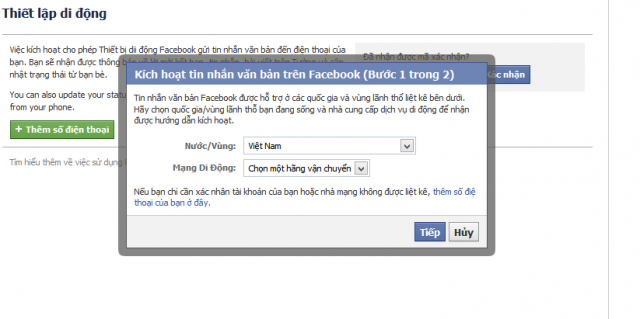 Thiết lập di động
Việc kích hoạt cho phép Thiết bị di động Facebook gửi tin nhắn văn bản đến điện thoại của
bạn. Bạn sẽ nhận được thông báo
nhật trạng thái từ bạn bè.
You can also update your status
from your phone.
+ Thêm số điện thoại
Tìm hiểu thêm về việc sử dụng
Đã nhận được mã xác nhận?
ác nhận
Kích hoạt tin nhắn văn bản trên Facebook (Bước 1 trong 2)
Tin nhắn văn bản Facebook được hỗ trợ ở các quốc gia và vùng lãnh thổ liệt kê bên dưới.
Hãy chọn quốc gia/vùng lãnh thổ bạn đang sống và nhà cung cấp dịch vụ di động để nhận
được hướng dẫn kích hoạt.
Nước/Vùng: Việt Nam
Mạng Di Động: Chọn một hãng vận chuyển
Nếu bạn chỉ cần xác nhận tài khoản của bạn hoặc nhà mạng không được liệt kê, thêm số điệ
thoại của bạn ở đây.
Tiếp Hủy